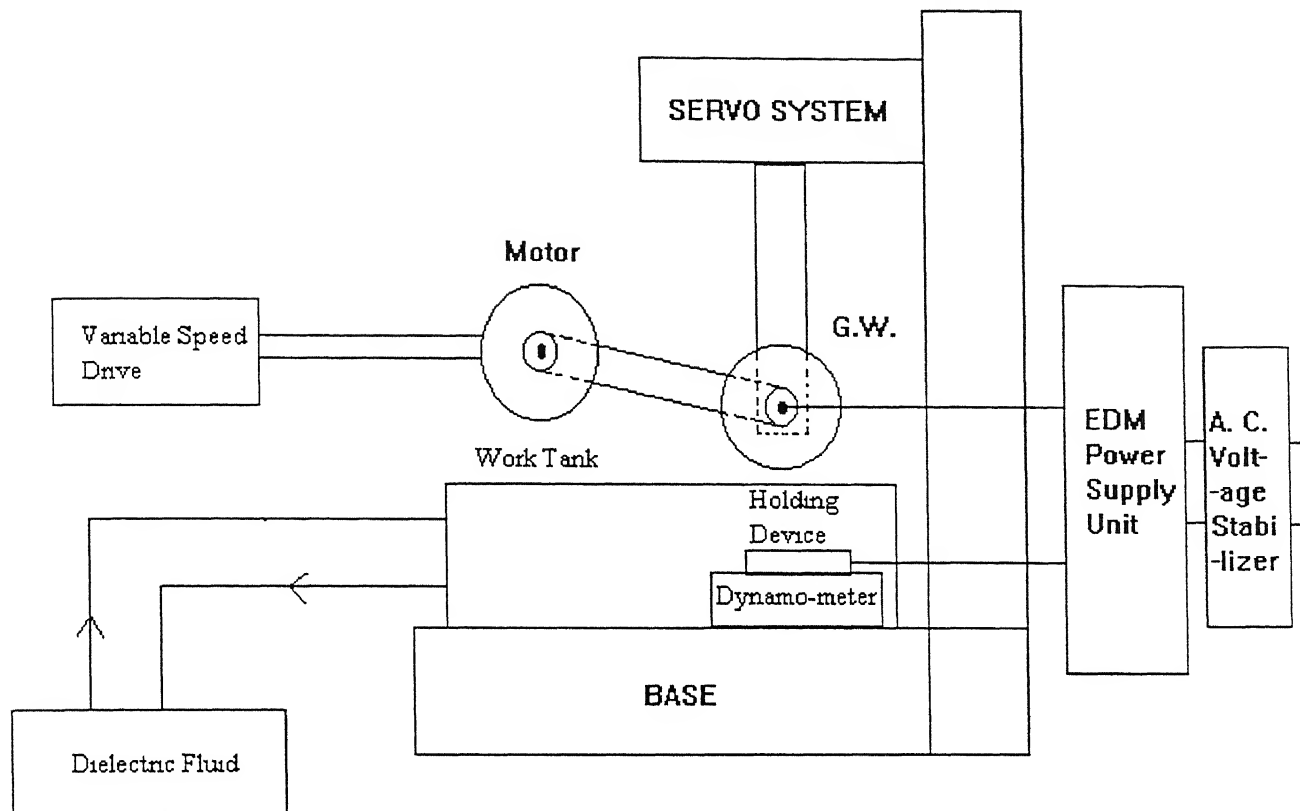 SERVO SYSTEM
Motor
Variable Speed
Drive
G.W.
Work Tank
Holding
Device
Dynamo-meter
EDM
Power
Supply
Unit
A. C.
Volt-
-age
Stabi
-lizer
BASE
Dielectric Fluid